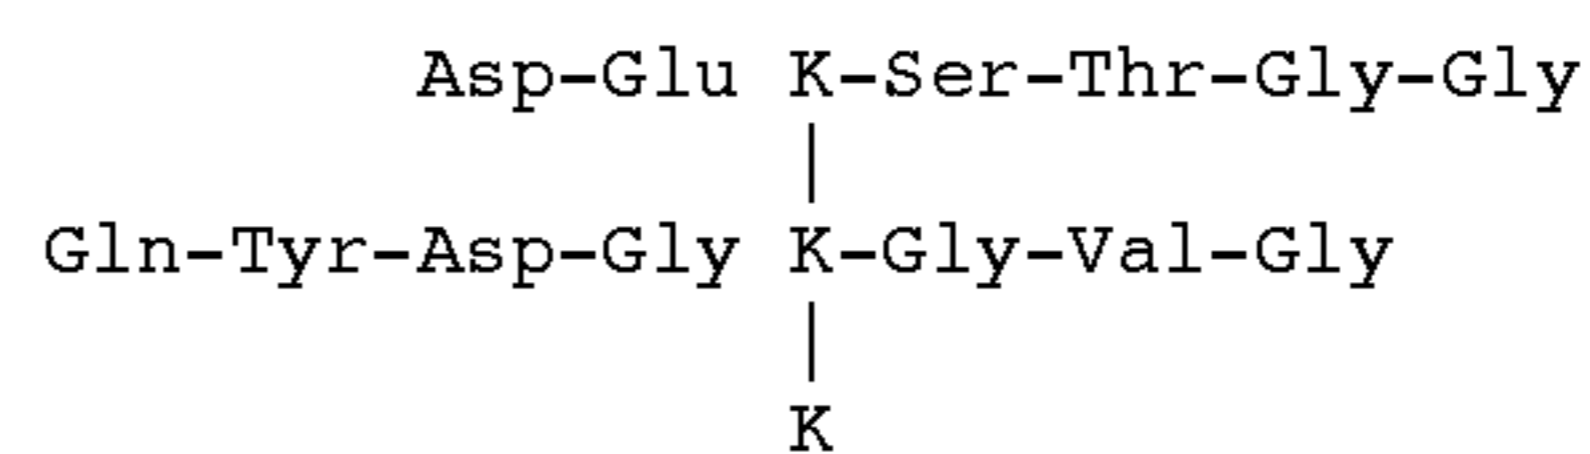 Asp-Glu K-Ser-Thr-Gly-Gly
|
Gln-Tyr-Asp-Gly K-Gly-Val-Gly
|
K